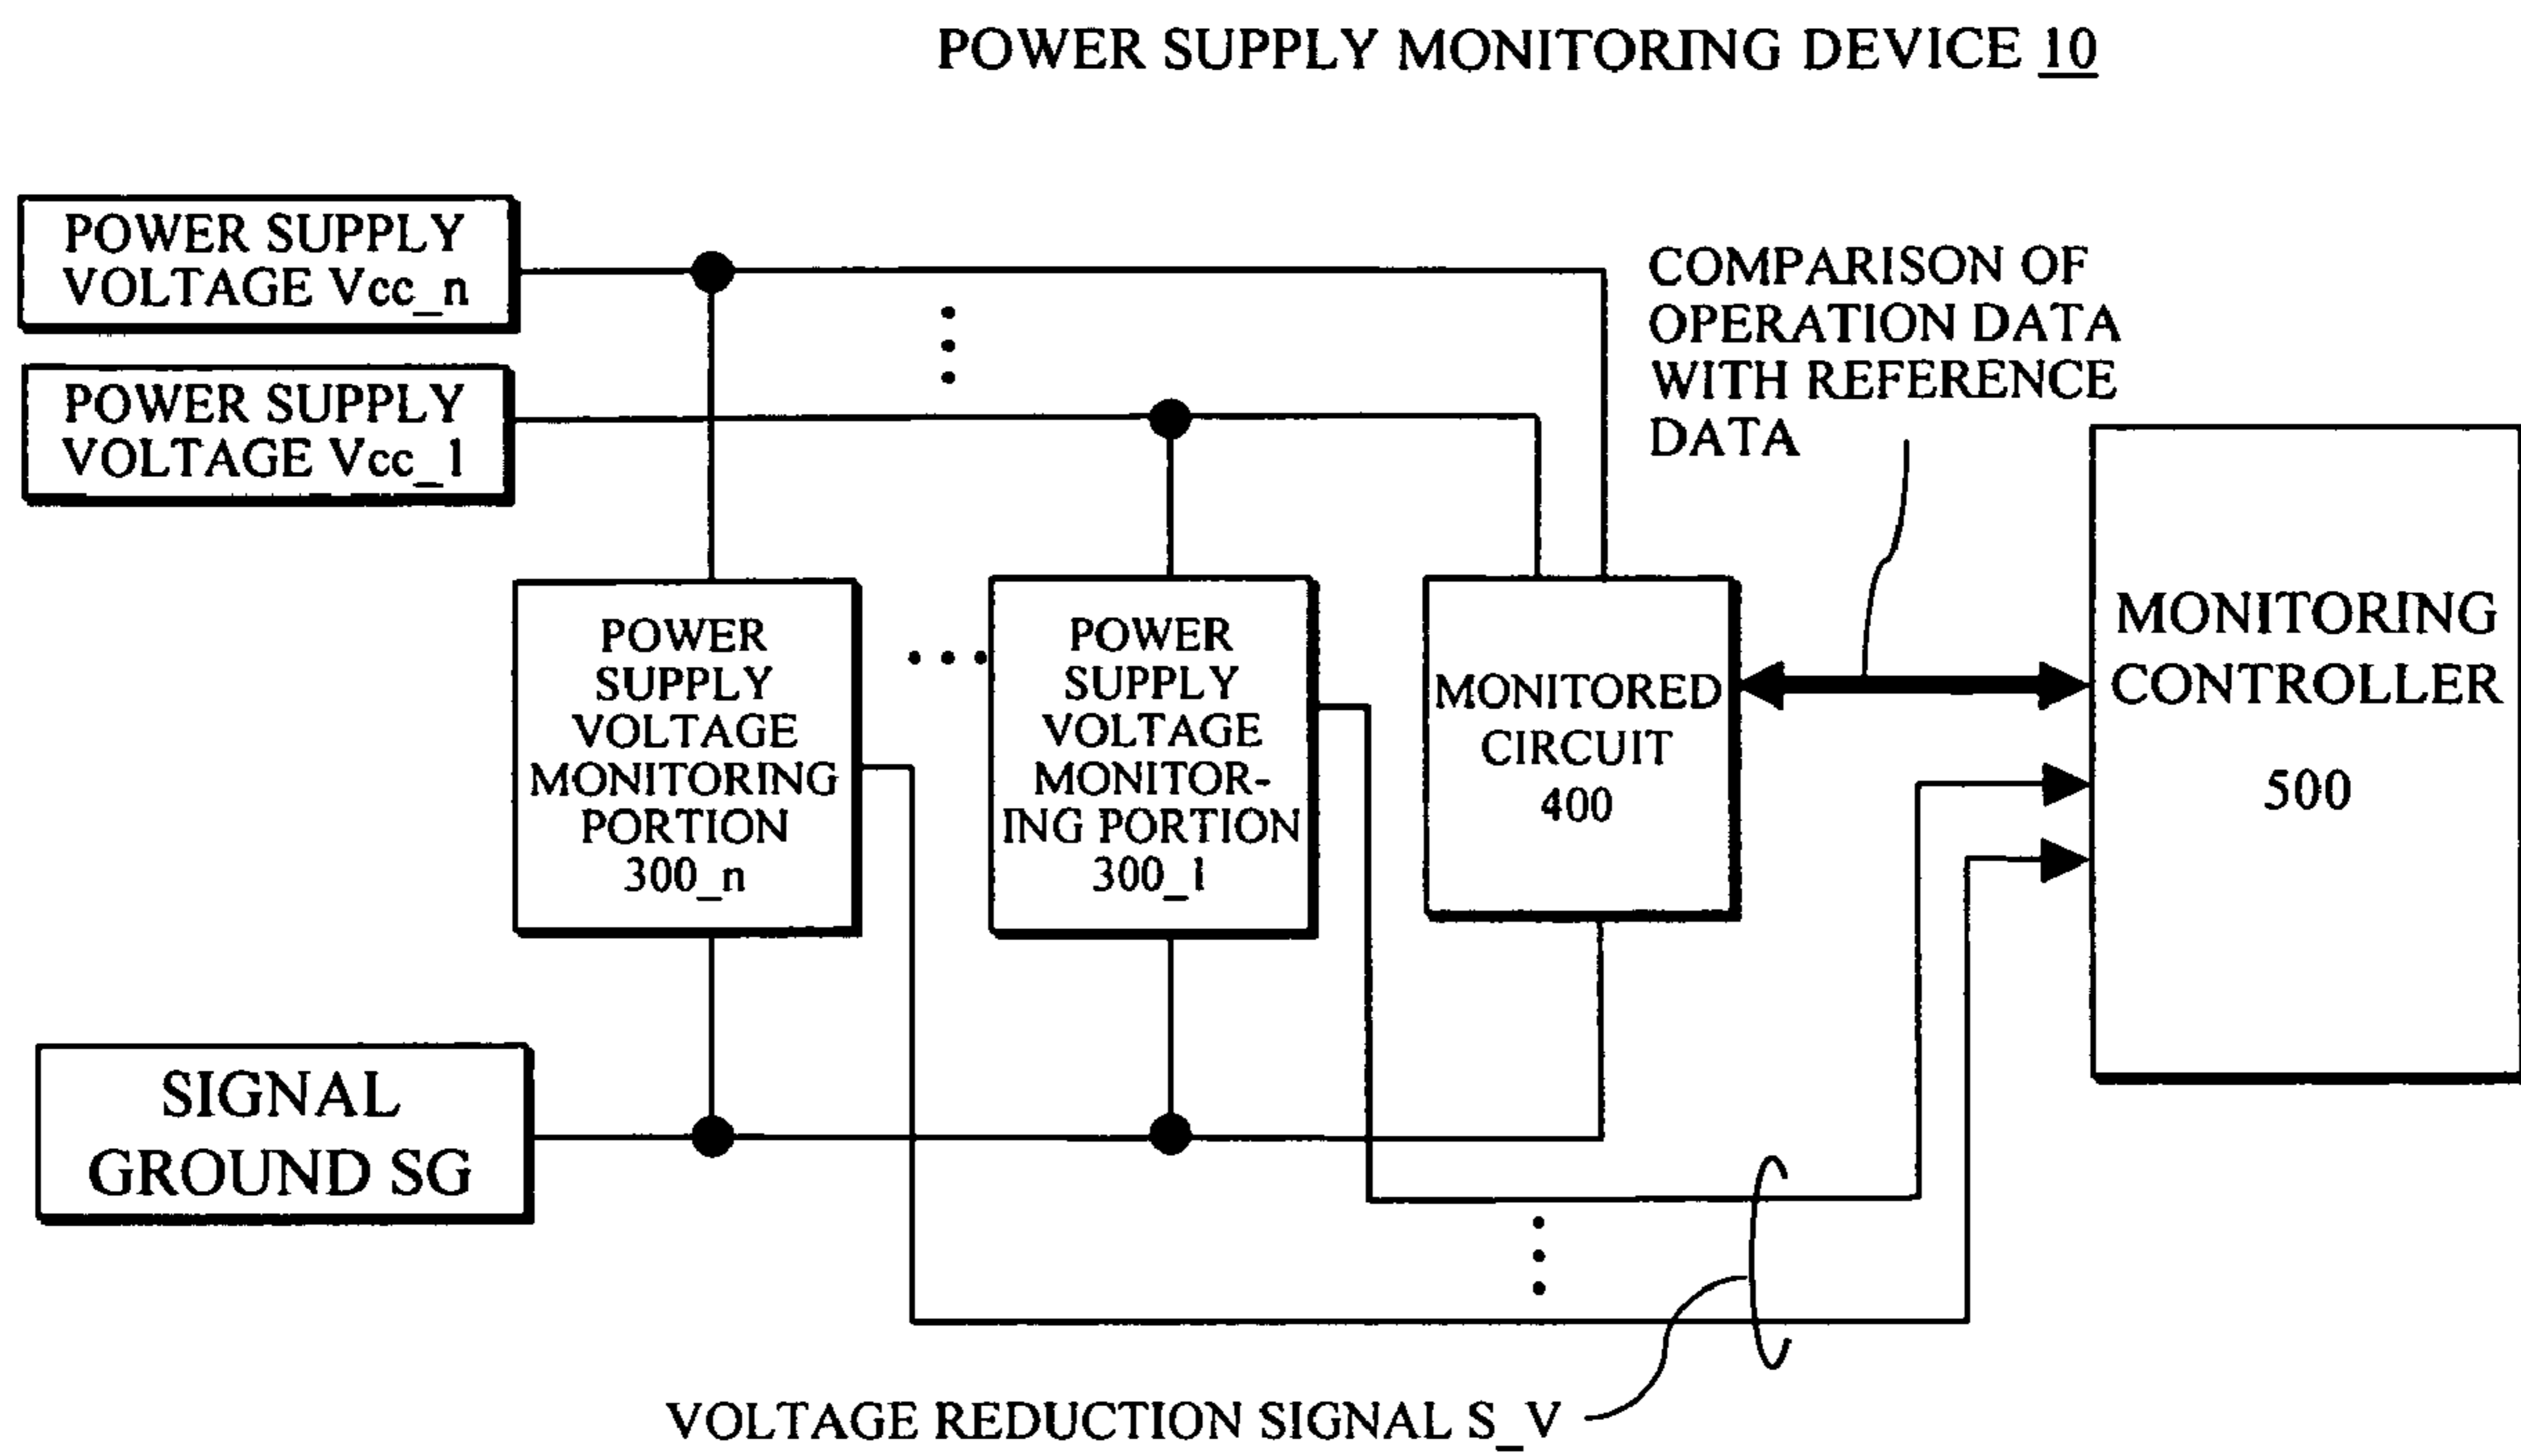 POWER SUPPLY MONITORING DEVICE 10
POWER SUPPLY
VOLTAGE Vcc_n
POWER SUPPLY
VOLTAGE Vcc_1
COMPARISON OF
OPERATION DATA
WITH REFERENCE
DATA
POWER
SUPPLY
VOLTAGE
MONITORING
PORTION
300_n
POWER
SUPPLY
VOLTAGE
MONITOR-
ING PORTION
300_1
MONITORED
CIRCUIT
400
MONITORING
CONTROLLER
500
SIGNAL
GROUND SG
VOLTAGE REDUCTION SIGNAL S_V